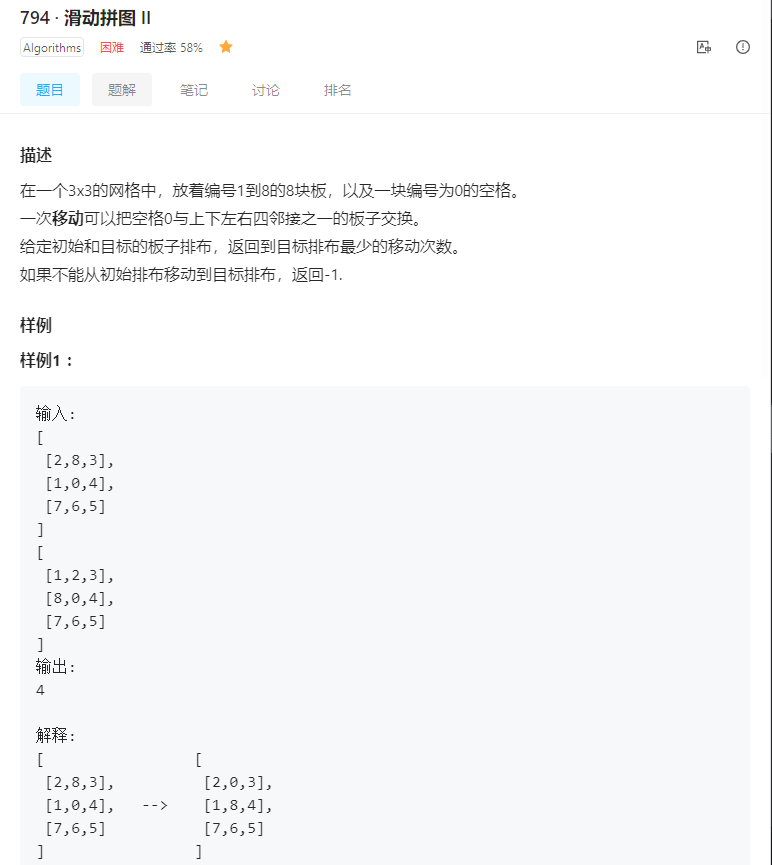 794 · 滑动拼图 II
Algorithms 困难 通过率 58%
题目 题解 笔记 讨论 排名
描述
在一个3x3的网格中，放着编号1到8的8块板，以及一块编号为0的空格。
一次移动可以把空格0与上下左右四邻接之一的板子交换。
给定初始和目标的板子排布，返回到目标排布最少的移动次数。
如果不能从初始排布移动到目标排布，返回-1.
样例
样例1：
输入:
[
[2,8,3],
[1,0,4],
[7,6,5]
]
[
[1,2,3],
[8,0,4],
[7,6,5]
]
输出:
4
解释:
[ [
[2,8,3], [2,0,3],
[1,0,4], --> [1,8,4],
[7,6,5] [7,6,5]
] ]